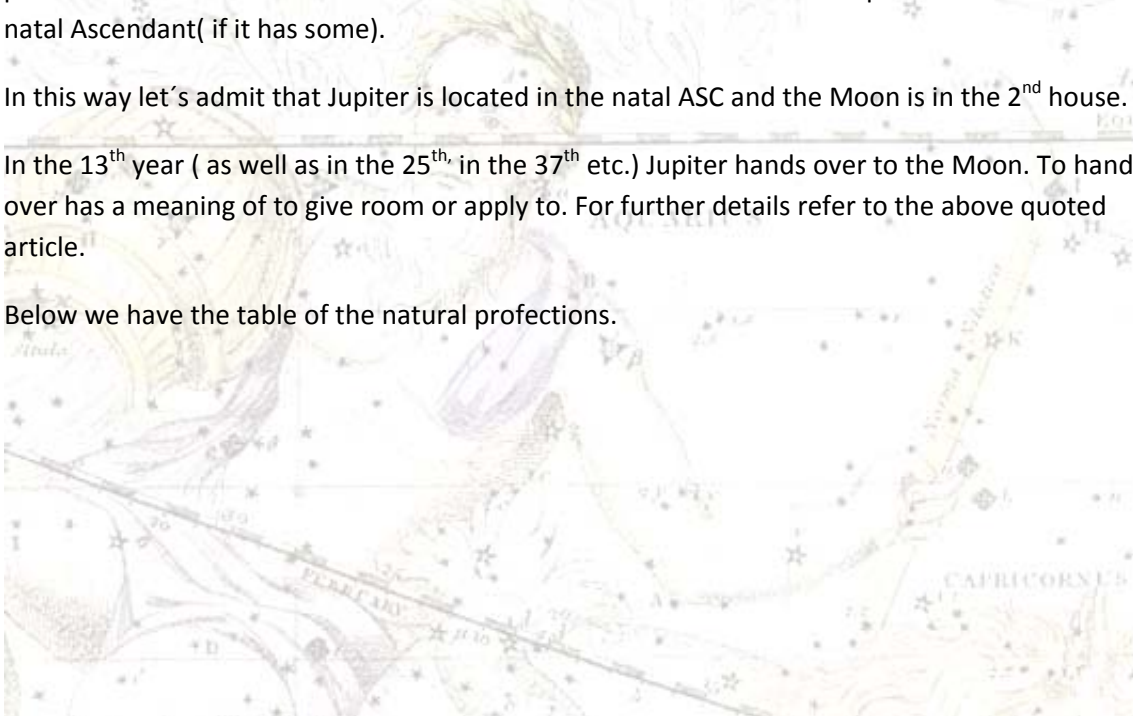 natal Ascendant( if it has some).
In this way let´s admit that Jupiter is located in the natal ASC and the Moon is in the 2nd house.
In the 13th year ( as well as in the 25th, in the 37th etc.) Jupiter hands over to the Moon. To hand
over has a meaning of to give room or apply to. For further details refer to the above quoted
AQUARIUS
article.
Below we have the table of the natural profections.
CAPRICORNUS